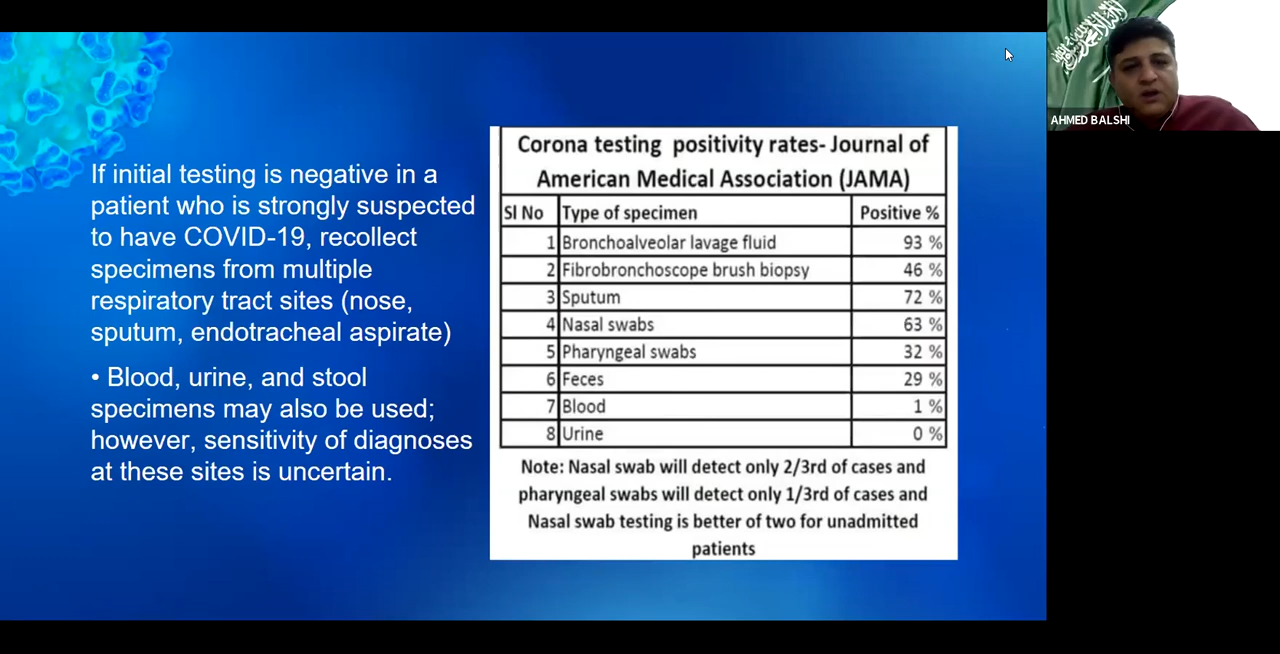 If initial testing is negative in a
patient who is strongly suspected
to have COVID-19, recollect
specimens from multiple
respiratory tract sites (nose,
sputum, endotracheal aspirate)
• Blood, urine, and stool
specimens may also be used;
however, sensitivity of diagnoses
at these sites is uncertain.
Corona testing positivity rates- Journal of
American Medical Association (JAMA)
Sl No Type of specimen Positive %
1 Bronchoalveolar lavage fluid 93 %
2 Fibrobronchoscope brush biopsy 46 %
3 Sputum 72 %
4 Nasal swabs 63 %
5 Pharyngeal swabs 32 %
6 Feces 29 %
7 Blood 1 %
8 Urine 0 %
Note: Nasal swab will detect only 2/3rd of cases and
pharyngeal swabs will detect only 1/3rd of cases and
Nasal swab testing is better of two for unadmitted
patients
AHMED BALSHI